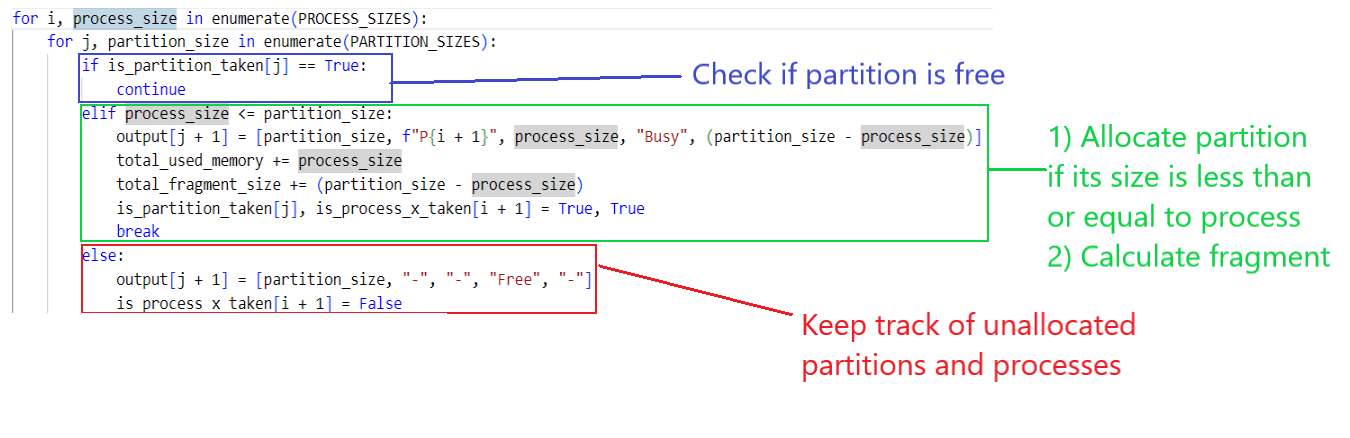 for i, process_size in enumerate(PROCESS_SIZES):
    for j, partition_size in enumerate(PARTITION_SIZES):
        if is_partition_taken[j] == True:
            continue
        elif process_size <= partition_size:
            output[j + 1] = [partition_size, f"P{i + 1}", process_size, "Busy", (partition_size - process_size)]
            total_used_memory += process_size
            total_fragment_size += (partition_size - process_size)
            is_partition_taken[j], is_process_x_taken[i + 1] = True, True
            break
        else:
            output[j + 1] = [partition_size, "-", "-", "Free", "-"]
            is_process_x_taken[i + 1] = False
Check if partition is free
1) Allocate partition
if its size is less than
or equal to process
2) Calculate fragment
Keep track of unallocated
partitions and processes